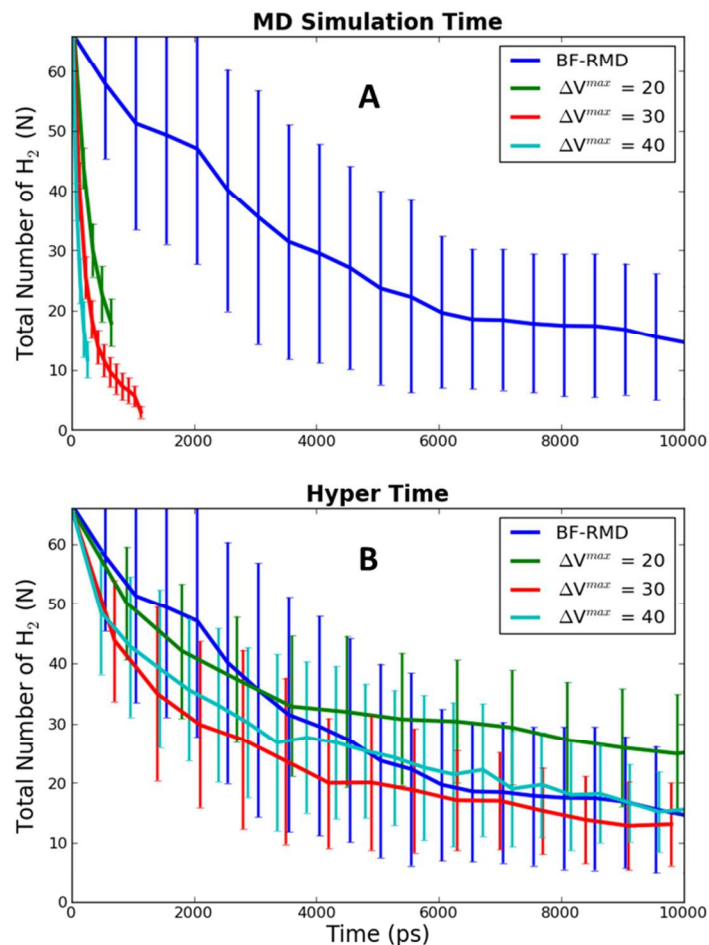 MD Simulation Time
A
BF-RMD
ΔV^max = 20
ΔV^max = 30
ΔV^max = 40
Total Number of H₂ (N)
60
50
40
30
20
10
0
0 2000 4000 6000 8000 10000
Hyper Time
B
BF-RMD
ΔV^max = 20
ΔV^max = 30
ΔV^max = 40
Total Number of H₂ (N)
60
50
40
30
20
10
0
0 2000 4000 6000 8000 10000
Time (ps)